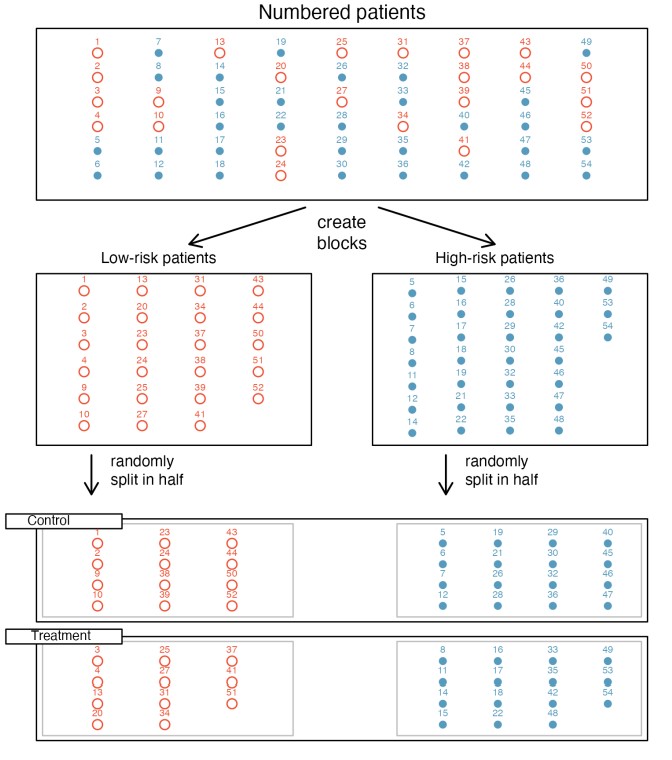 Numbered patients
1 7 13 19 25 31 37 43 49
2 8 14 20 26 32 38 44 50
3 9 15 21 27 33 39 45 51
4 10 16 22 28 34 40 46 52
5 11 17 23 29 35 41 47 53
6 12 18 24 30 36 42 48 54
create
blocks
Low-risk patients
1 13 31 43
2 20 34 44
3 23 37 50
4 24 38 51
9 25 39 52
10 27 41
High-risk patients
5 15 26 36 49
6 16 28 40 53
7 17 29 42 54
8 18 30 45
11 19 32 46
12 21 33 47
14 22 35 48
randomly
split in half
randomly
split in half
Control
1 23 43
2 24 44
9 38 50
10 39 52
5 19 29 40
6 21 30 45
7 26 32 46
12 28 36 47
Treatment
3 25 37
4 27 41
13 31 51
20 34
8 16 33 49
11 17 35 53
14 18 42 54
15 22 48